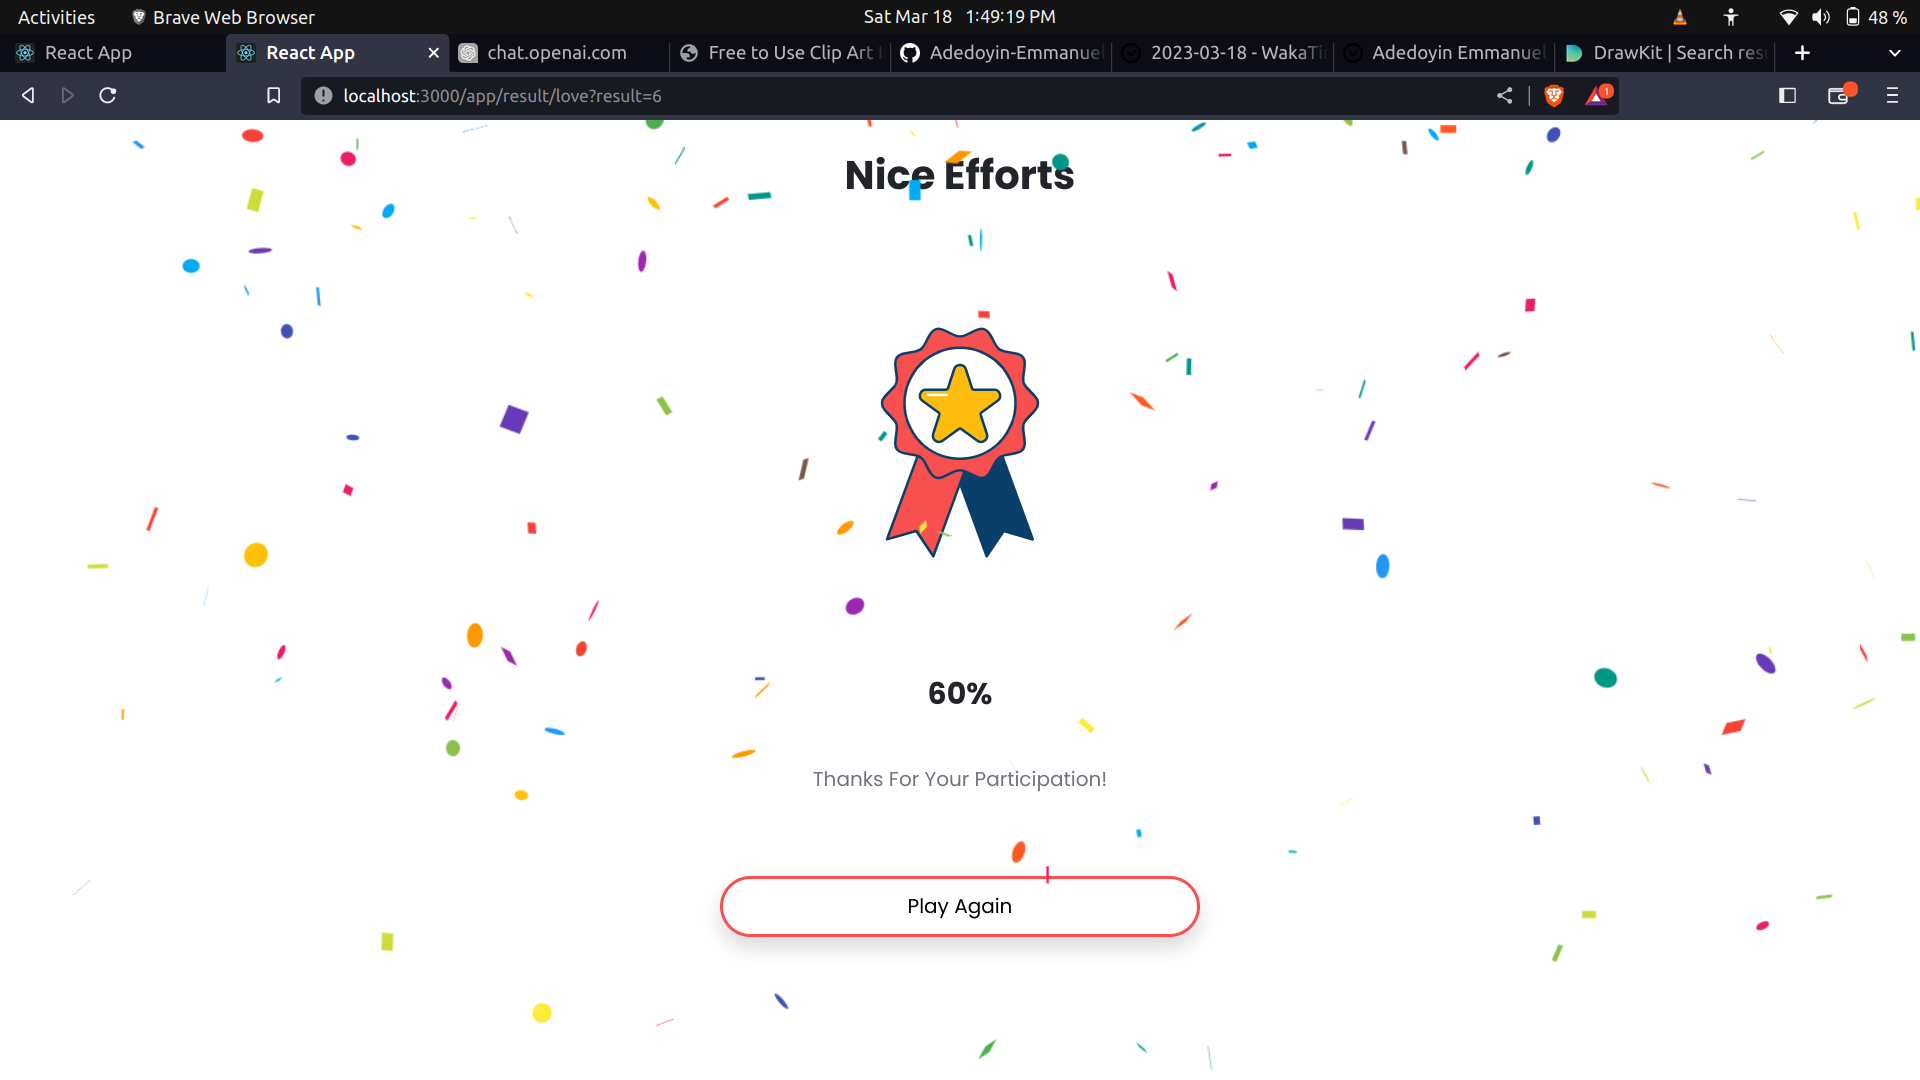 Activities Brave Web Browser Sat Mar 18 1:49:19 PM 48 %
React App React App chat.openai.com Free to Use Clip Art Adedoyin-Emmanuel 2023-03-18 - WakaTi Adedoyin Emmanuel DrawKit | Search res
localhost:3000/app/result/love?result=6 1
Nice Efforts
60%
Thanks For Your Participation!
Play Again